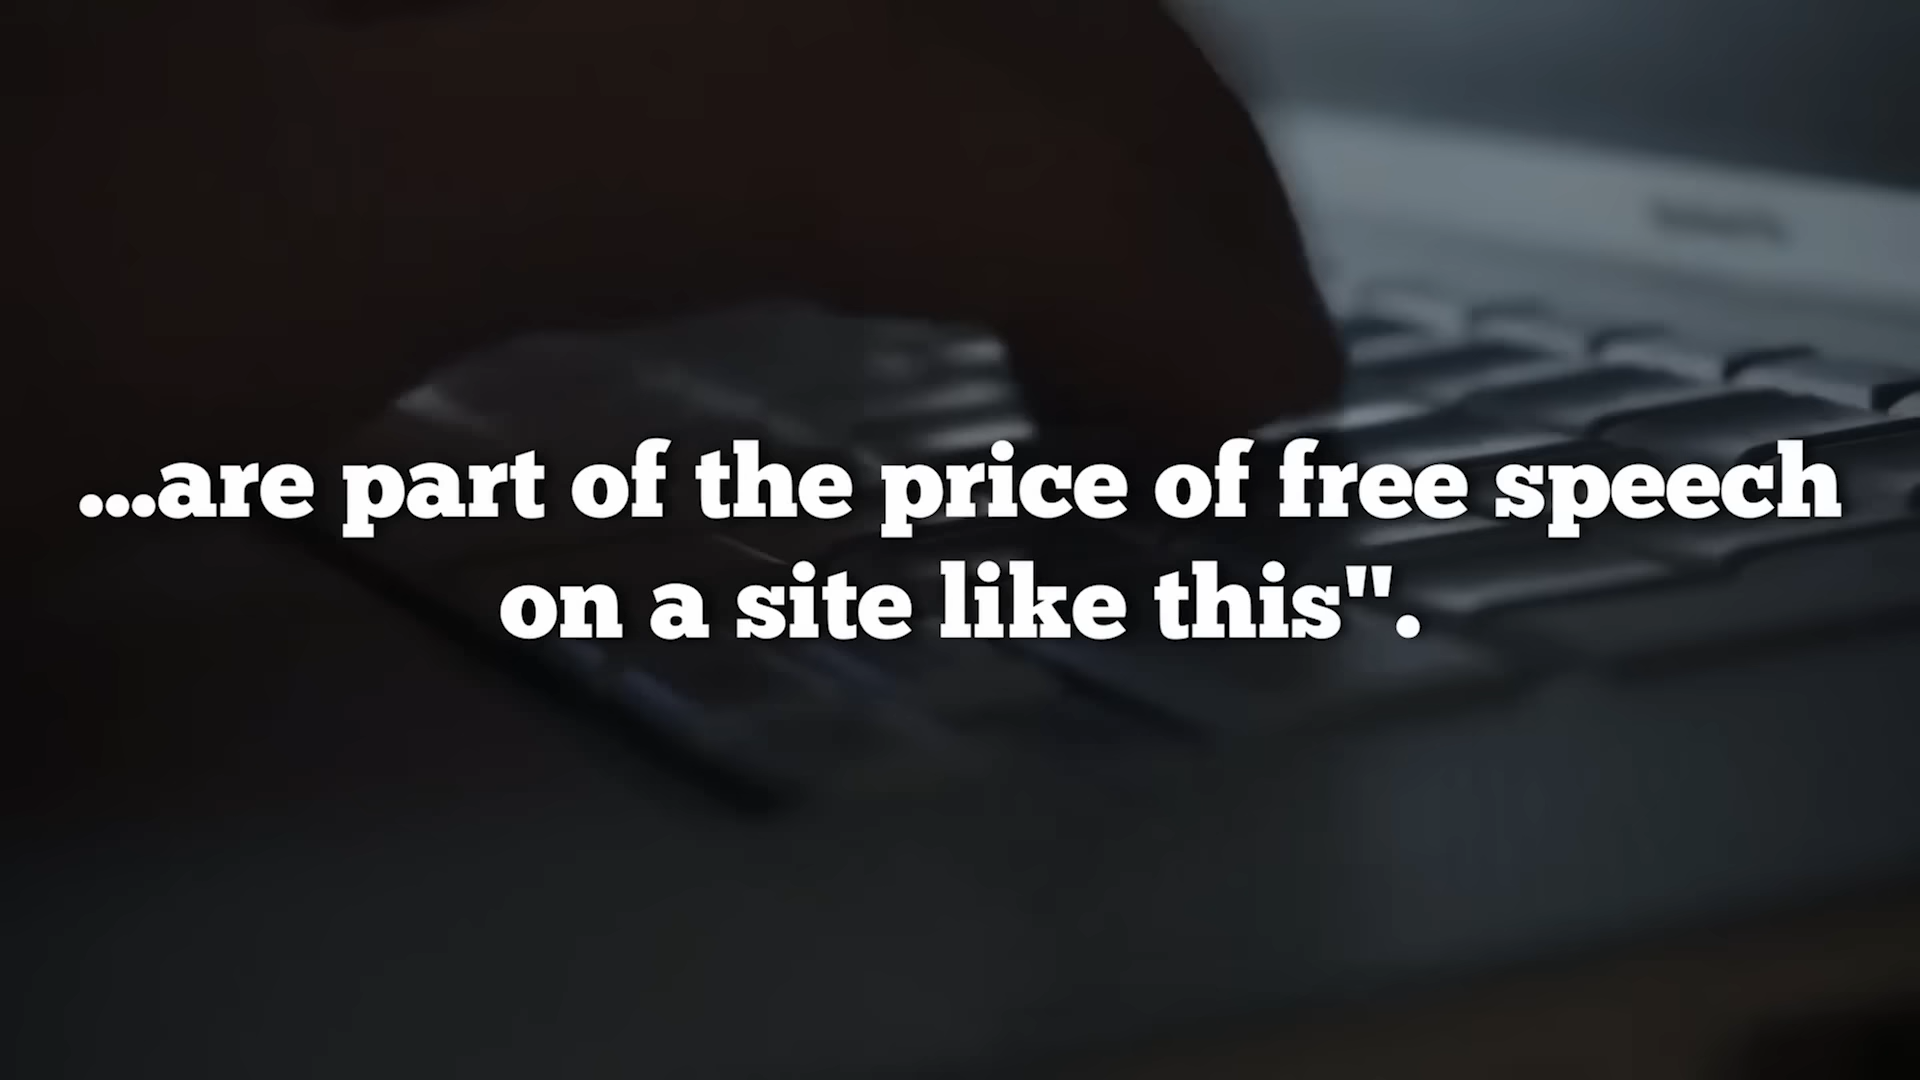 ...are part of the price of free speech
on a site like this".